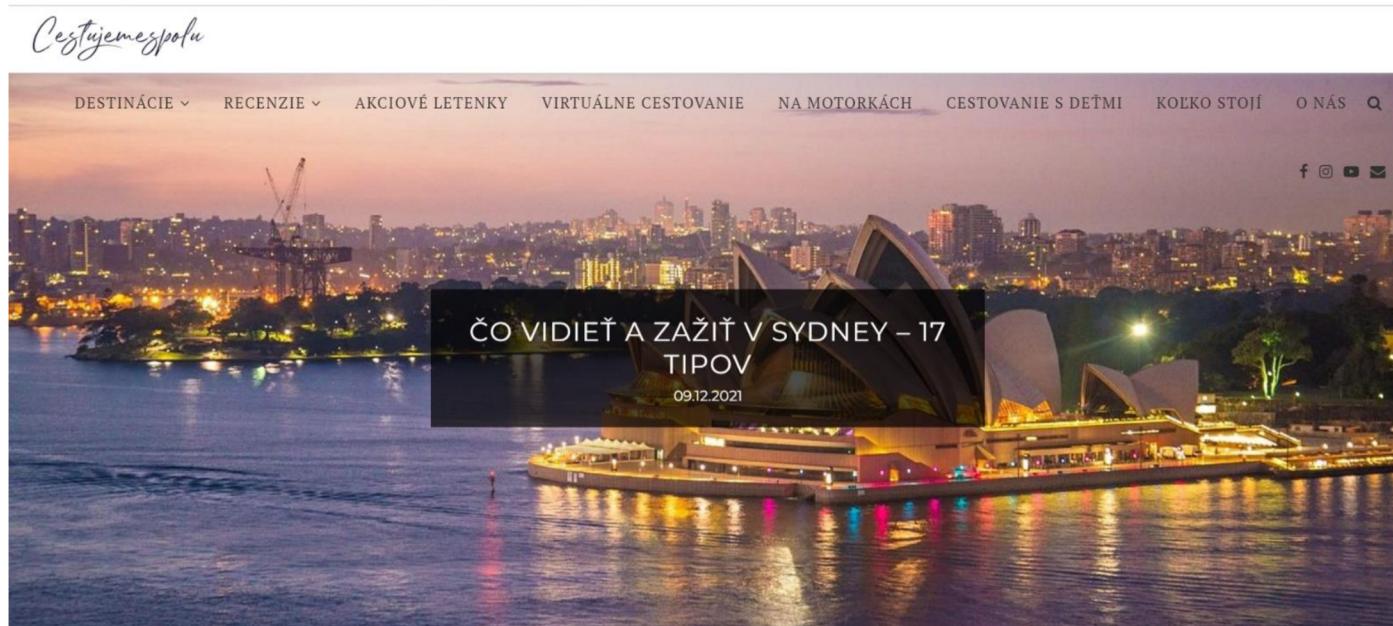 Cestujemespolu
DESTINÁCIE RECENZIE AKCIOVÉ LETENKY VIRTUÁLNE CESTOVANIE NA MOTORKÁCH CESTOVANIE S DEŤMI KOĽKO STOJÍ O NÁS
ČO VIDIEŤ A ZAŽIŤ V SYDNEY – 17
TIPOV
09.12.2021